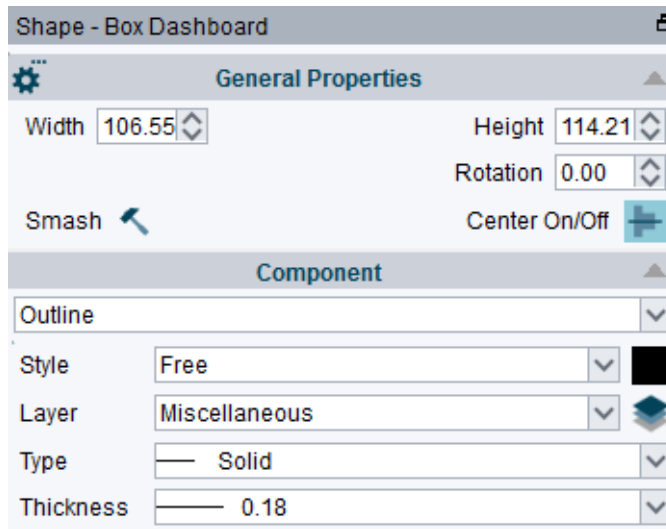 Shape - Box Dashboard
General Properties
Width 106.55 Height 114.21
Rotation 0.00
Smash Center On/Off
Component
Outline
Style Free
Layer Miscellaneous
Type Solid
Thickness 0.18